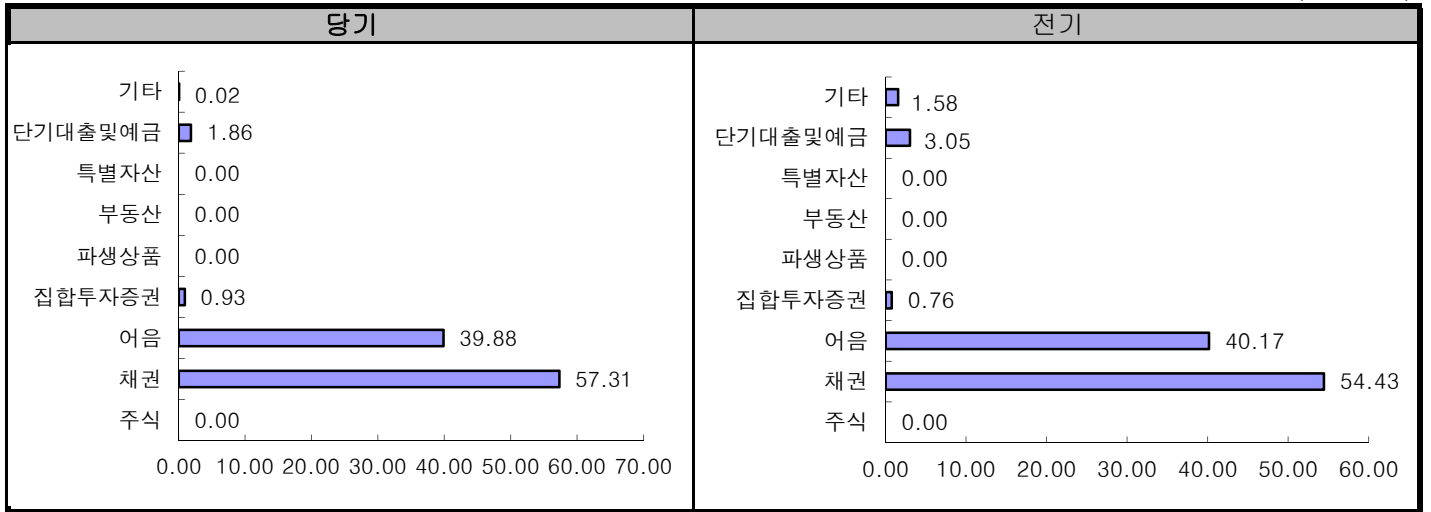 당기
기타 0.02
단기대출및예금 1.86
특별자산 0.00
부동산 0.00
파생상품 0.00
집합투자증권 0.93
어음 39.88
채권 57.31
주식 0.00
0.00 10.00 20.00 30.00 40.00 50.00 60.00 70.00
전기
기타 1.58
단기대출및예금 3.05
특별자산 0.00
부동산 0.00
파생상품 0.00
집합투자증권 0.76
어음 40.17
채권 54.43
주식 0.00
0.00 10.00 20.00 30.00 40.00 50.00 60.00